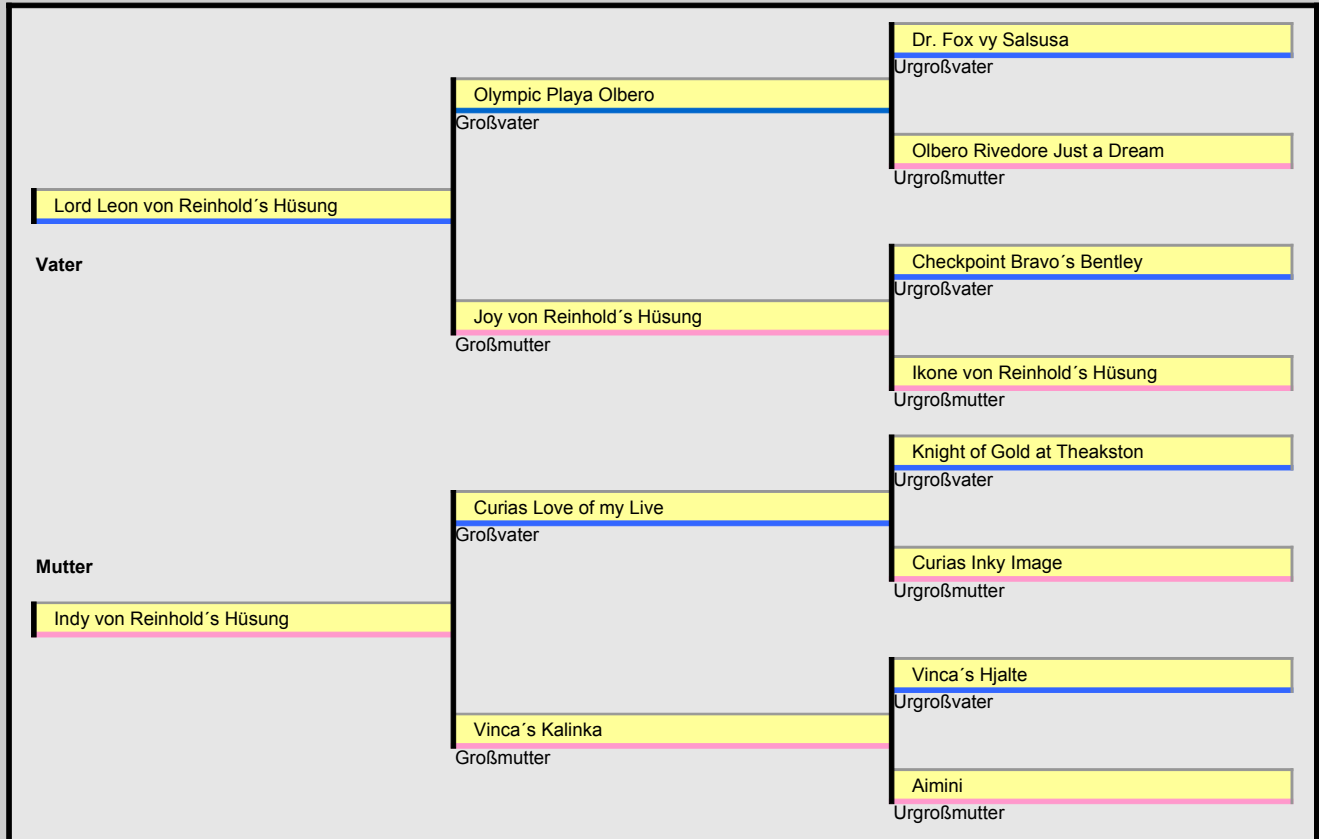 Dr. Fox vy Salsusa
Urgroßvater
Olympic Playa Olbero
Großvater
Olbero Rivedore Just a Dream
Urgroßmutter
Lord Leon von Reinhold´s Hüsung
Vater
Checkpoint Bravo´s Bentley
Urgroßvater
Joy von Reinhold´s Hüsung
Großmutter
Ikone von Reinhold´s Hüsung
Urgroßmutter
Knight of Gold at Theakston
Urgroßvater
Curias Love of my Live
Großvater
Mutter
Curias Inky Image
Urgroßmutter
Indy von Reinhold´s Hüsung
Vinca´s Hjalte
Urgroßvater
Vinca´s Kalinka
Großmutter
Aimini
Urgroßmutter